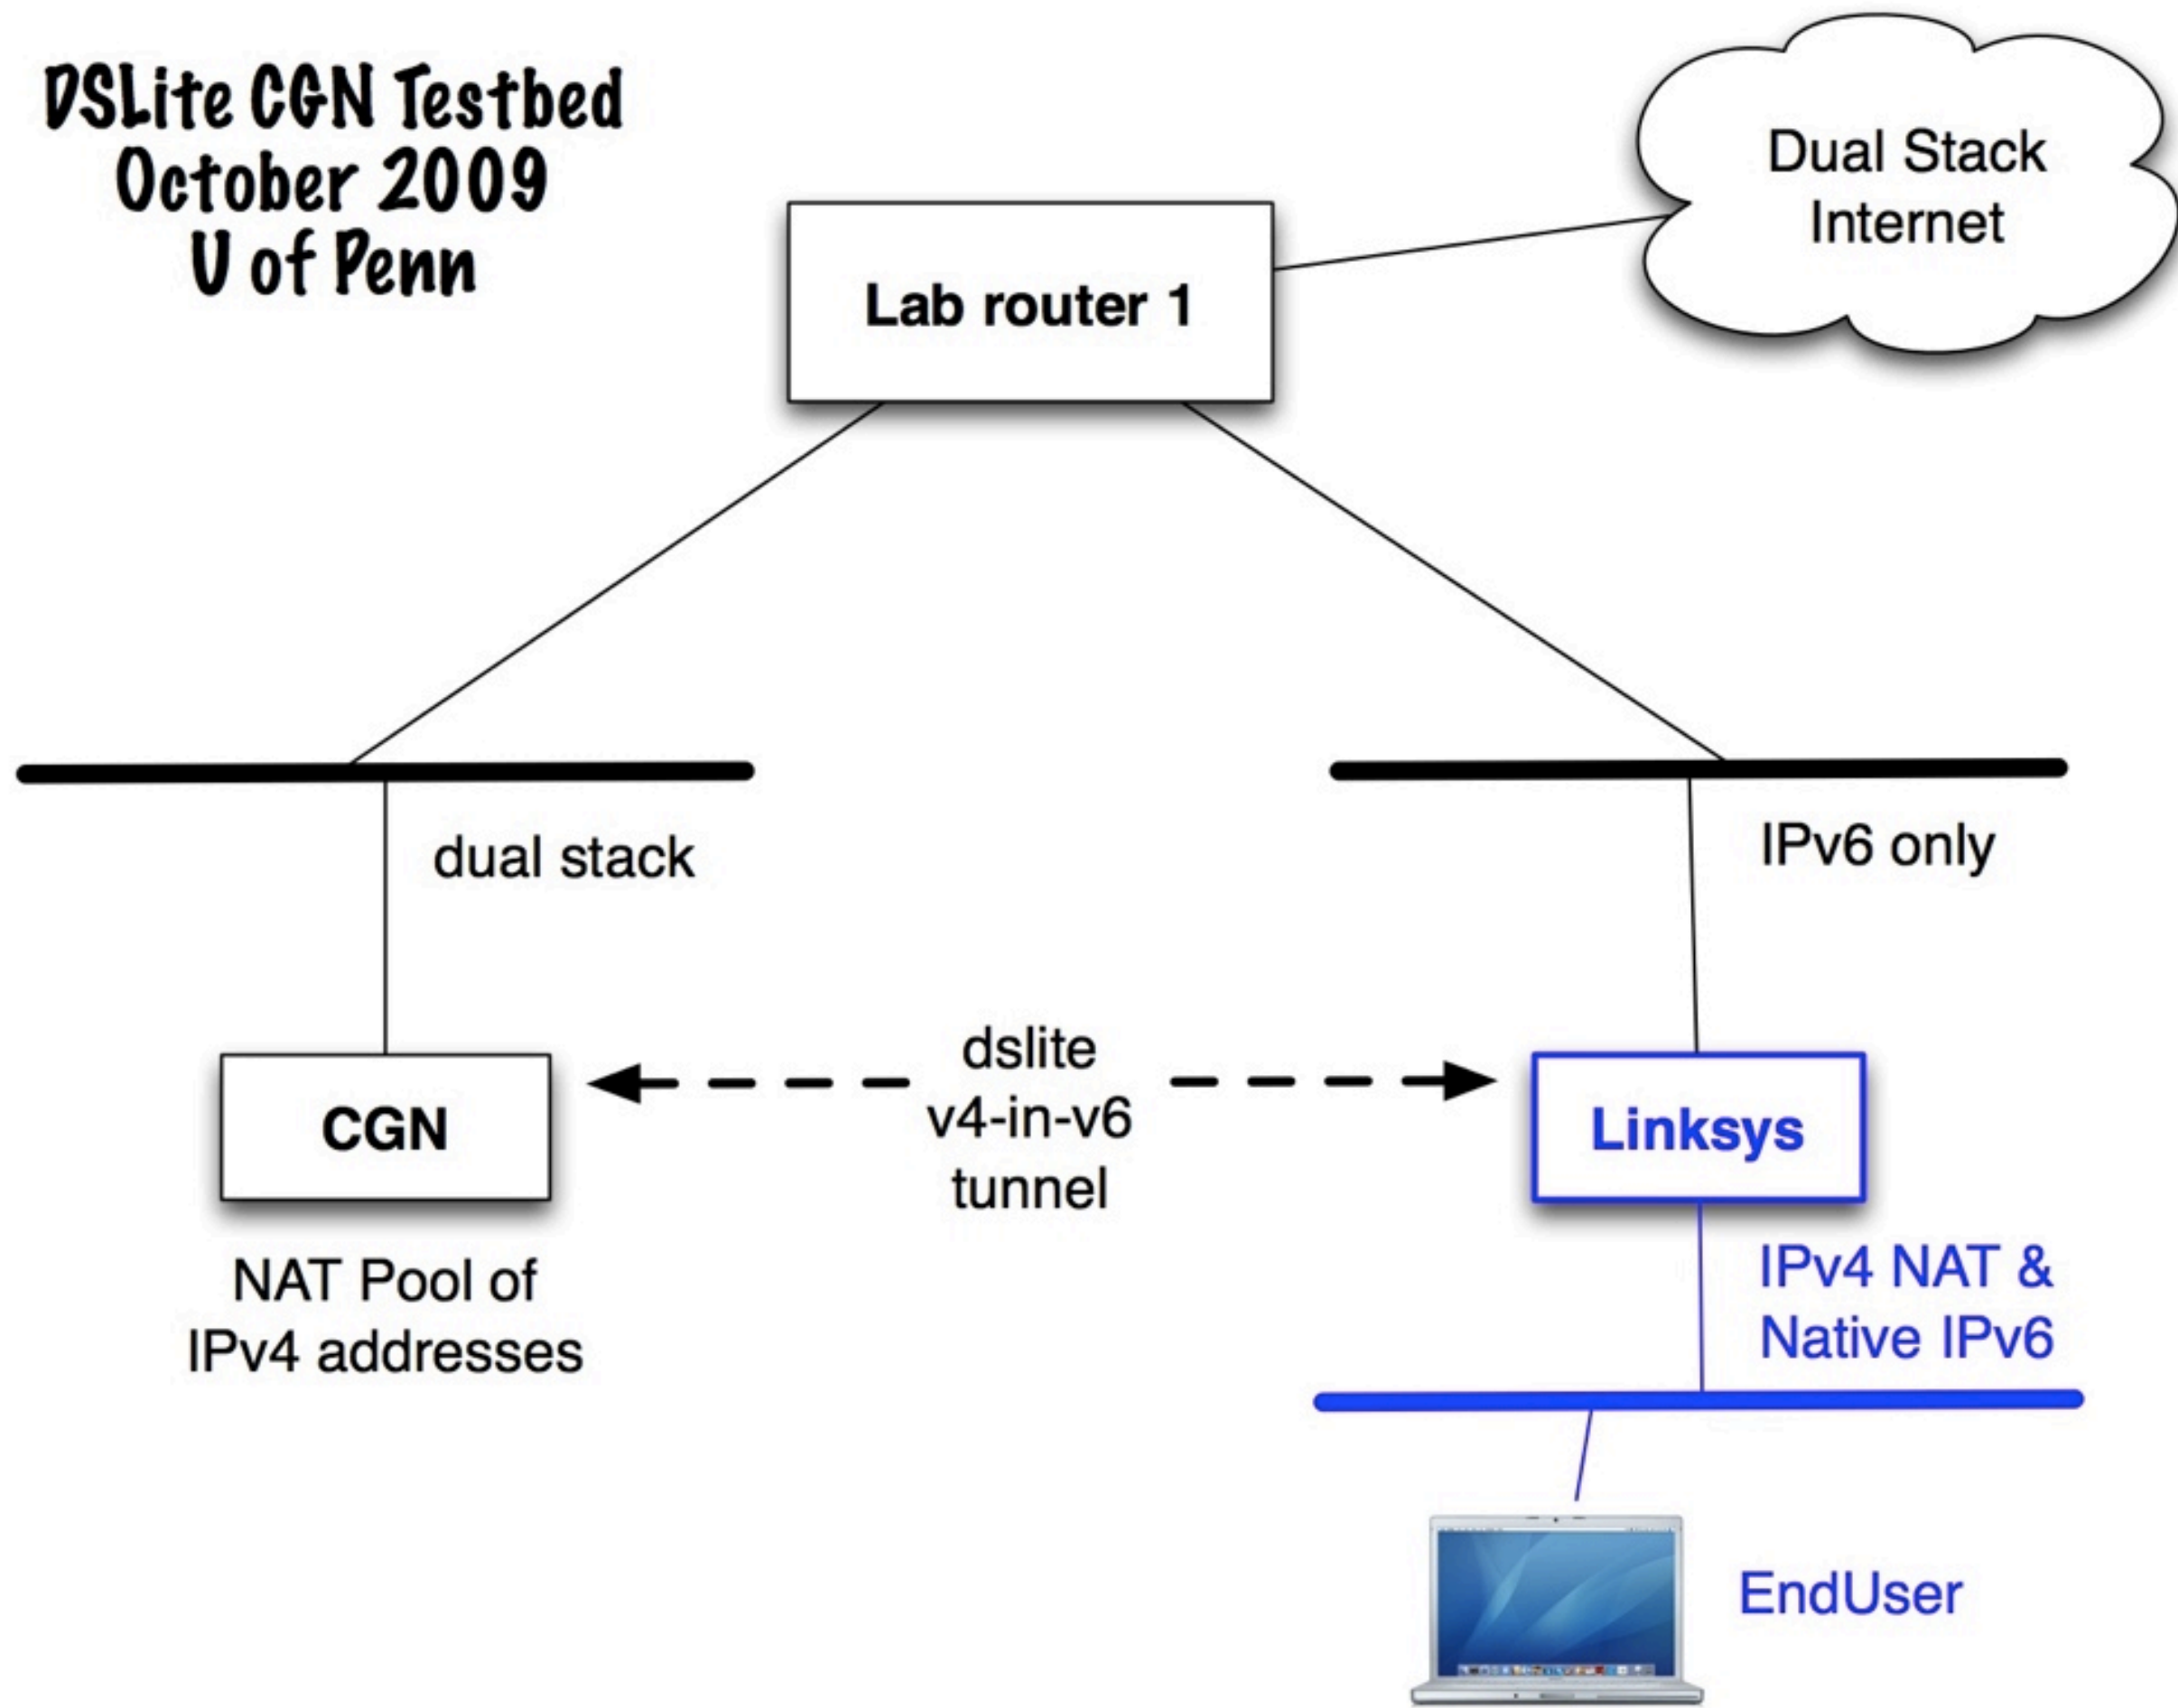 DSLite CGN Testbed
October 2009
U of Penn
Dual Stack
Internet
Lab router 1
dual stack
IPv6 only
CGN
dslite
v4-in-v6
tunnel
Linksys
NAT Pool of
IPv4 addresses
IPv4 NAT &
Native IPv6
EndUser